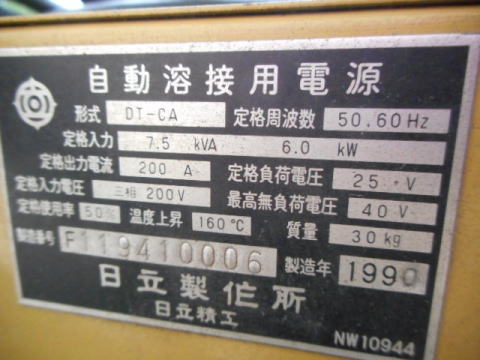 自動溶接用電源
形式 DT-CA 定格周波数 50.60Hz
定格入力 7.5 kVA 6.0 kW
定格出力電流 200 A 定格負荷電圧 25 V
定格入力電圧 三相 200V 最高無負荷電圧 40 V
定格使用率 50% 温度上昇 160℃ 質量 30kg
製造番号 F119410006 製造年 1990
日立製作所
日立精工
NW10944